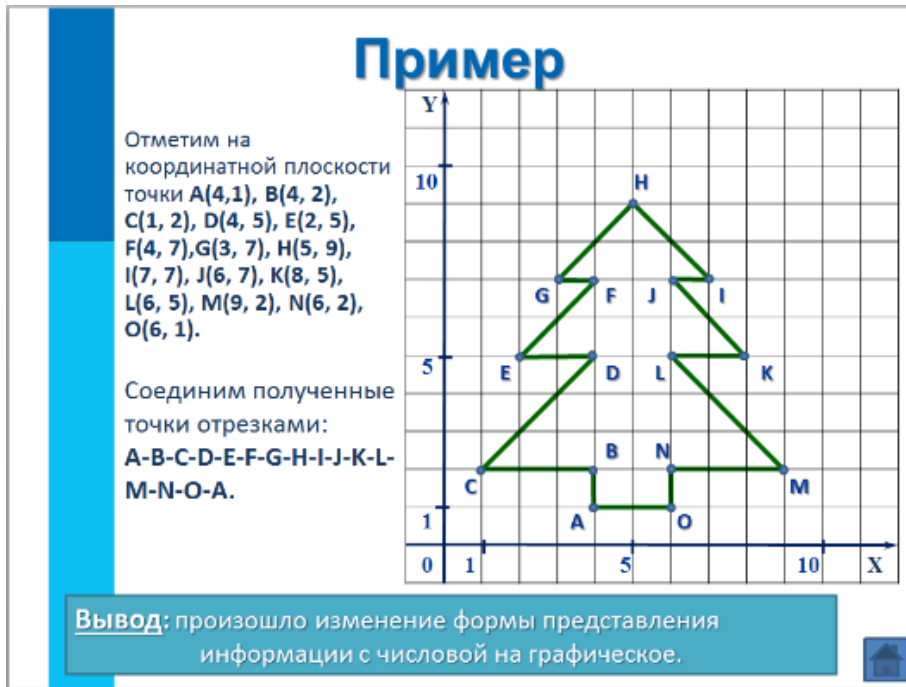 Пример
Отметим на
координатной плоскости
точки A(4,1), B(4, 2),
C(1, 2), D(4, 5), E(2, 5),
F(4, 7),G(3, 7), H(5, 9),
I(7, 7), J(6, 7), K(8, 5),
L(6, 5), M(9, 2), N(6, 2),
O(6, 1).
Соединим полученные
точки отрезками:
A-B-C-D-E-F-G-H-I-J-K-L-
M-N-O-A.
Y
10
H
G F J I
5
E D L K
B N
C M
1
A O
0 1 5 10 X
Вывод: произошло изменение формы представления
информации с числовой на графическое.